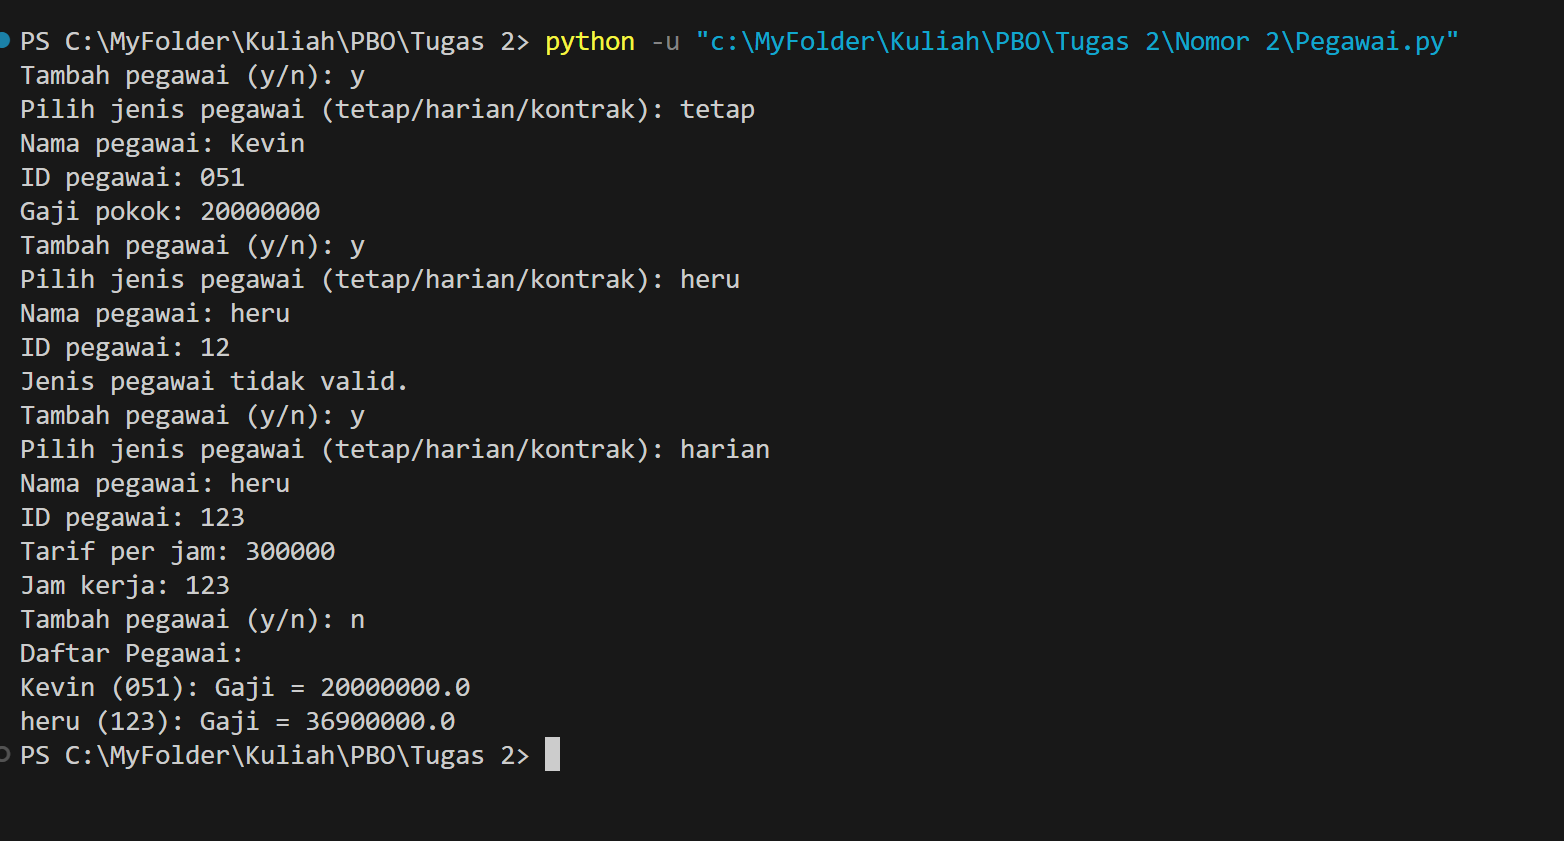 PS C:\MyFolder\Kuliah\PBO\Tugas 2> python -u "c:\MyFolder\Kuliah\PBO\Tugas 2\Nomor 2\Pegawai.py"
Tambah pegawai (y/n): y
Pilih jenis pegawai (tetap/harian/kontrak): tetap
Nama pegawai: Kevin
ID pegawai: 051
Gaji pokok: 20000000
Tambah pegawai (y/n): y
Pilih jenis pegawai (tetap/harian/kontrak): heru
Nama pegawai: heru
ID pegawai: 12
Jenis pegawai tidak valid.
Tambah pegawai (y/n): y
Pilih jenis pegawai (tetap/harian/kontrak): harian
Nama pegawai: heru
ID pegawai: 123
Tarif per jam: 300000
Jam kerja: 123
Tambah pegawai (y/n): n
Daftar Pegawai:
Kevin (051): Gaji = 20000000.0
heru (123): Gaji = 36900000.0
PS C:\MyFolder\Kuliah\PBO\Tugas 2>